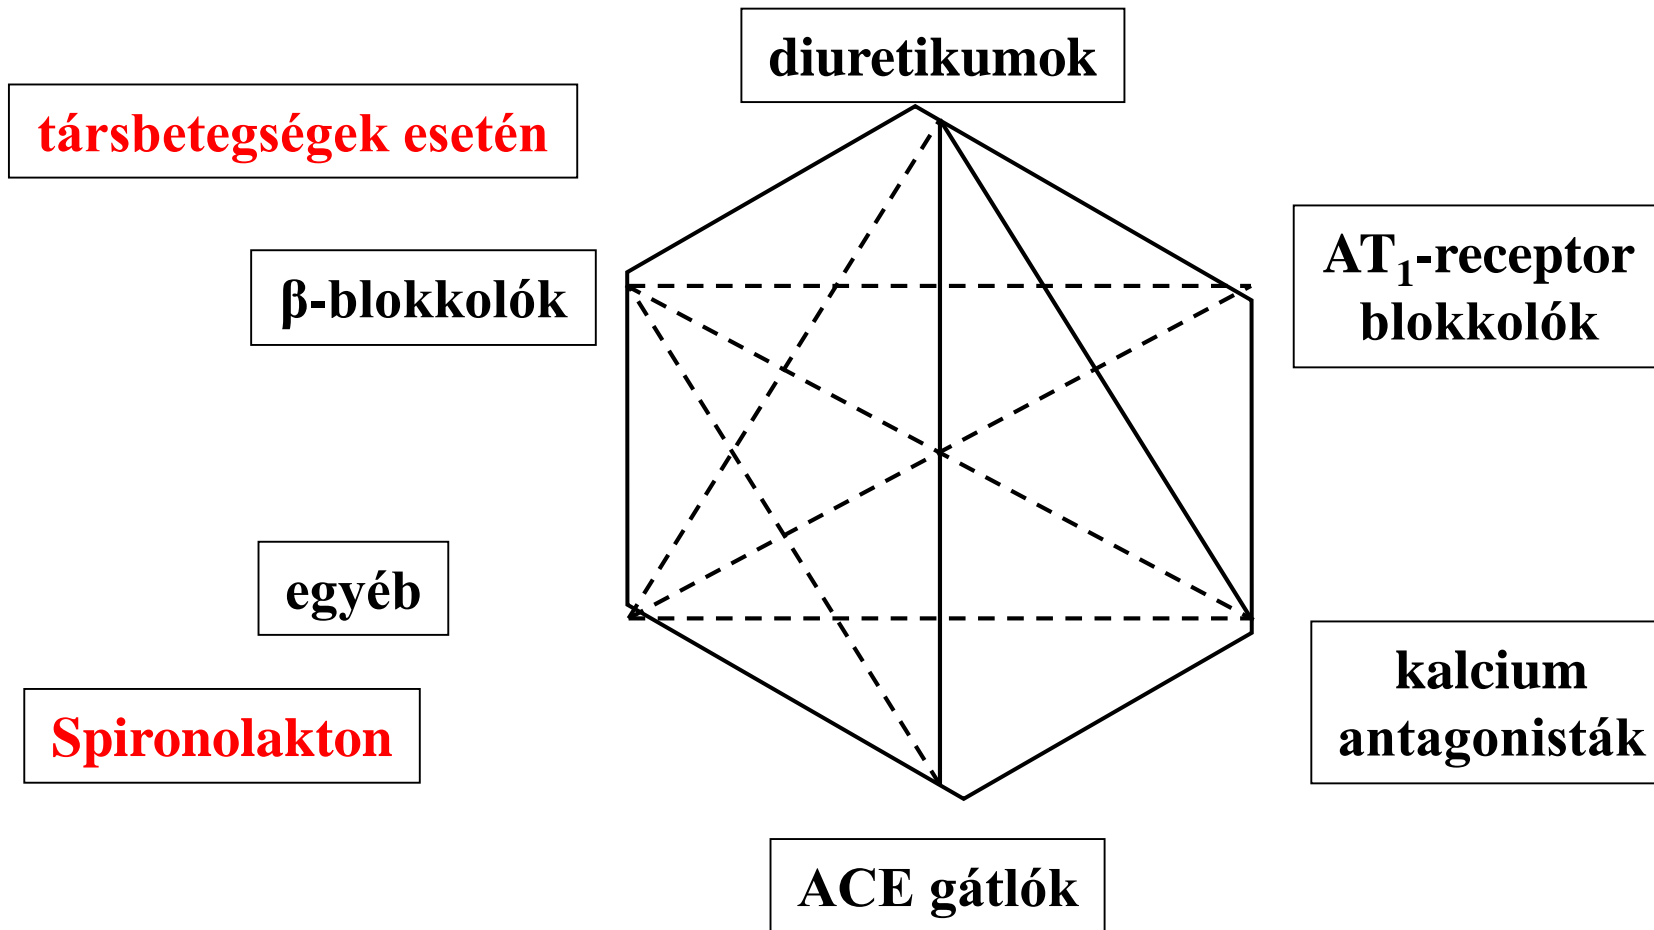 diuretikumok
társbetegségek esetén
AT₁-receptor
blokkolók
β-blokkolók
egyéb
kalcium
antagonisták
Spironolakton
ACE gátlók